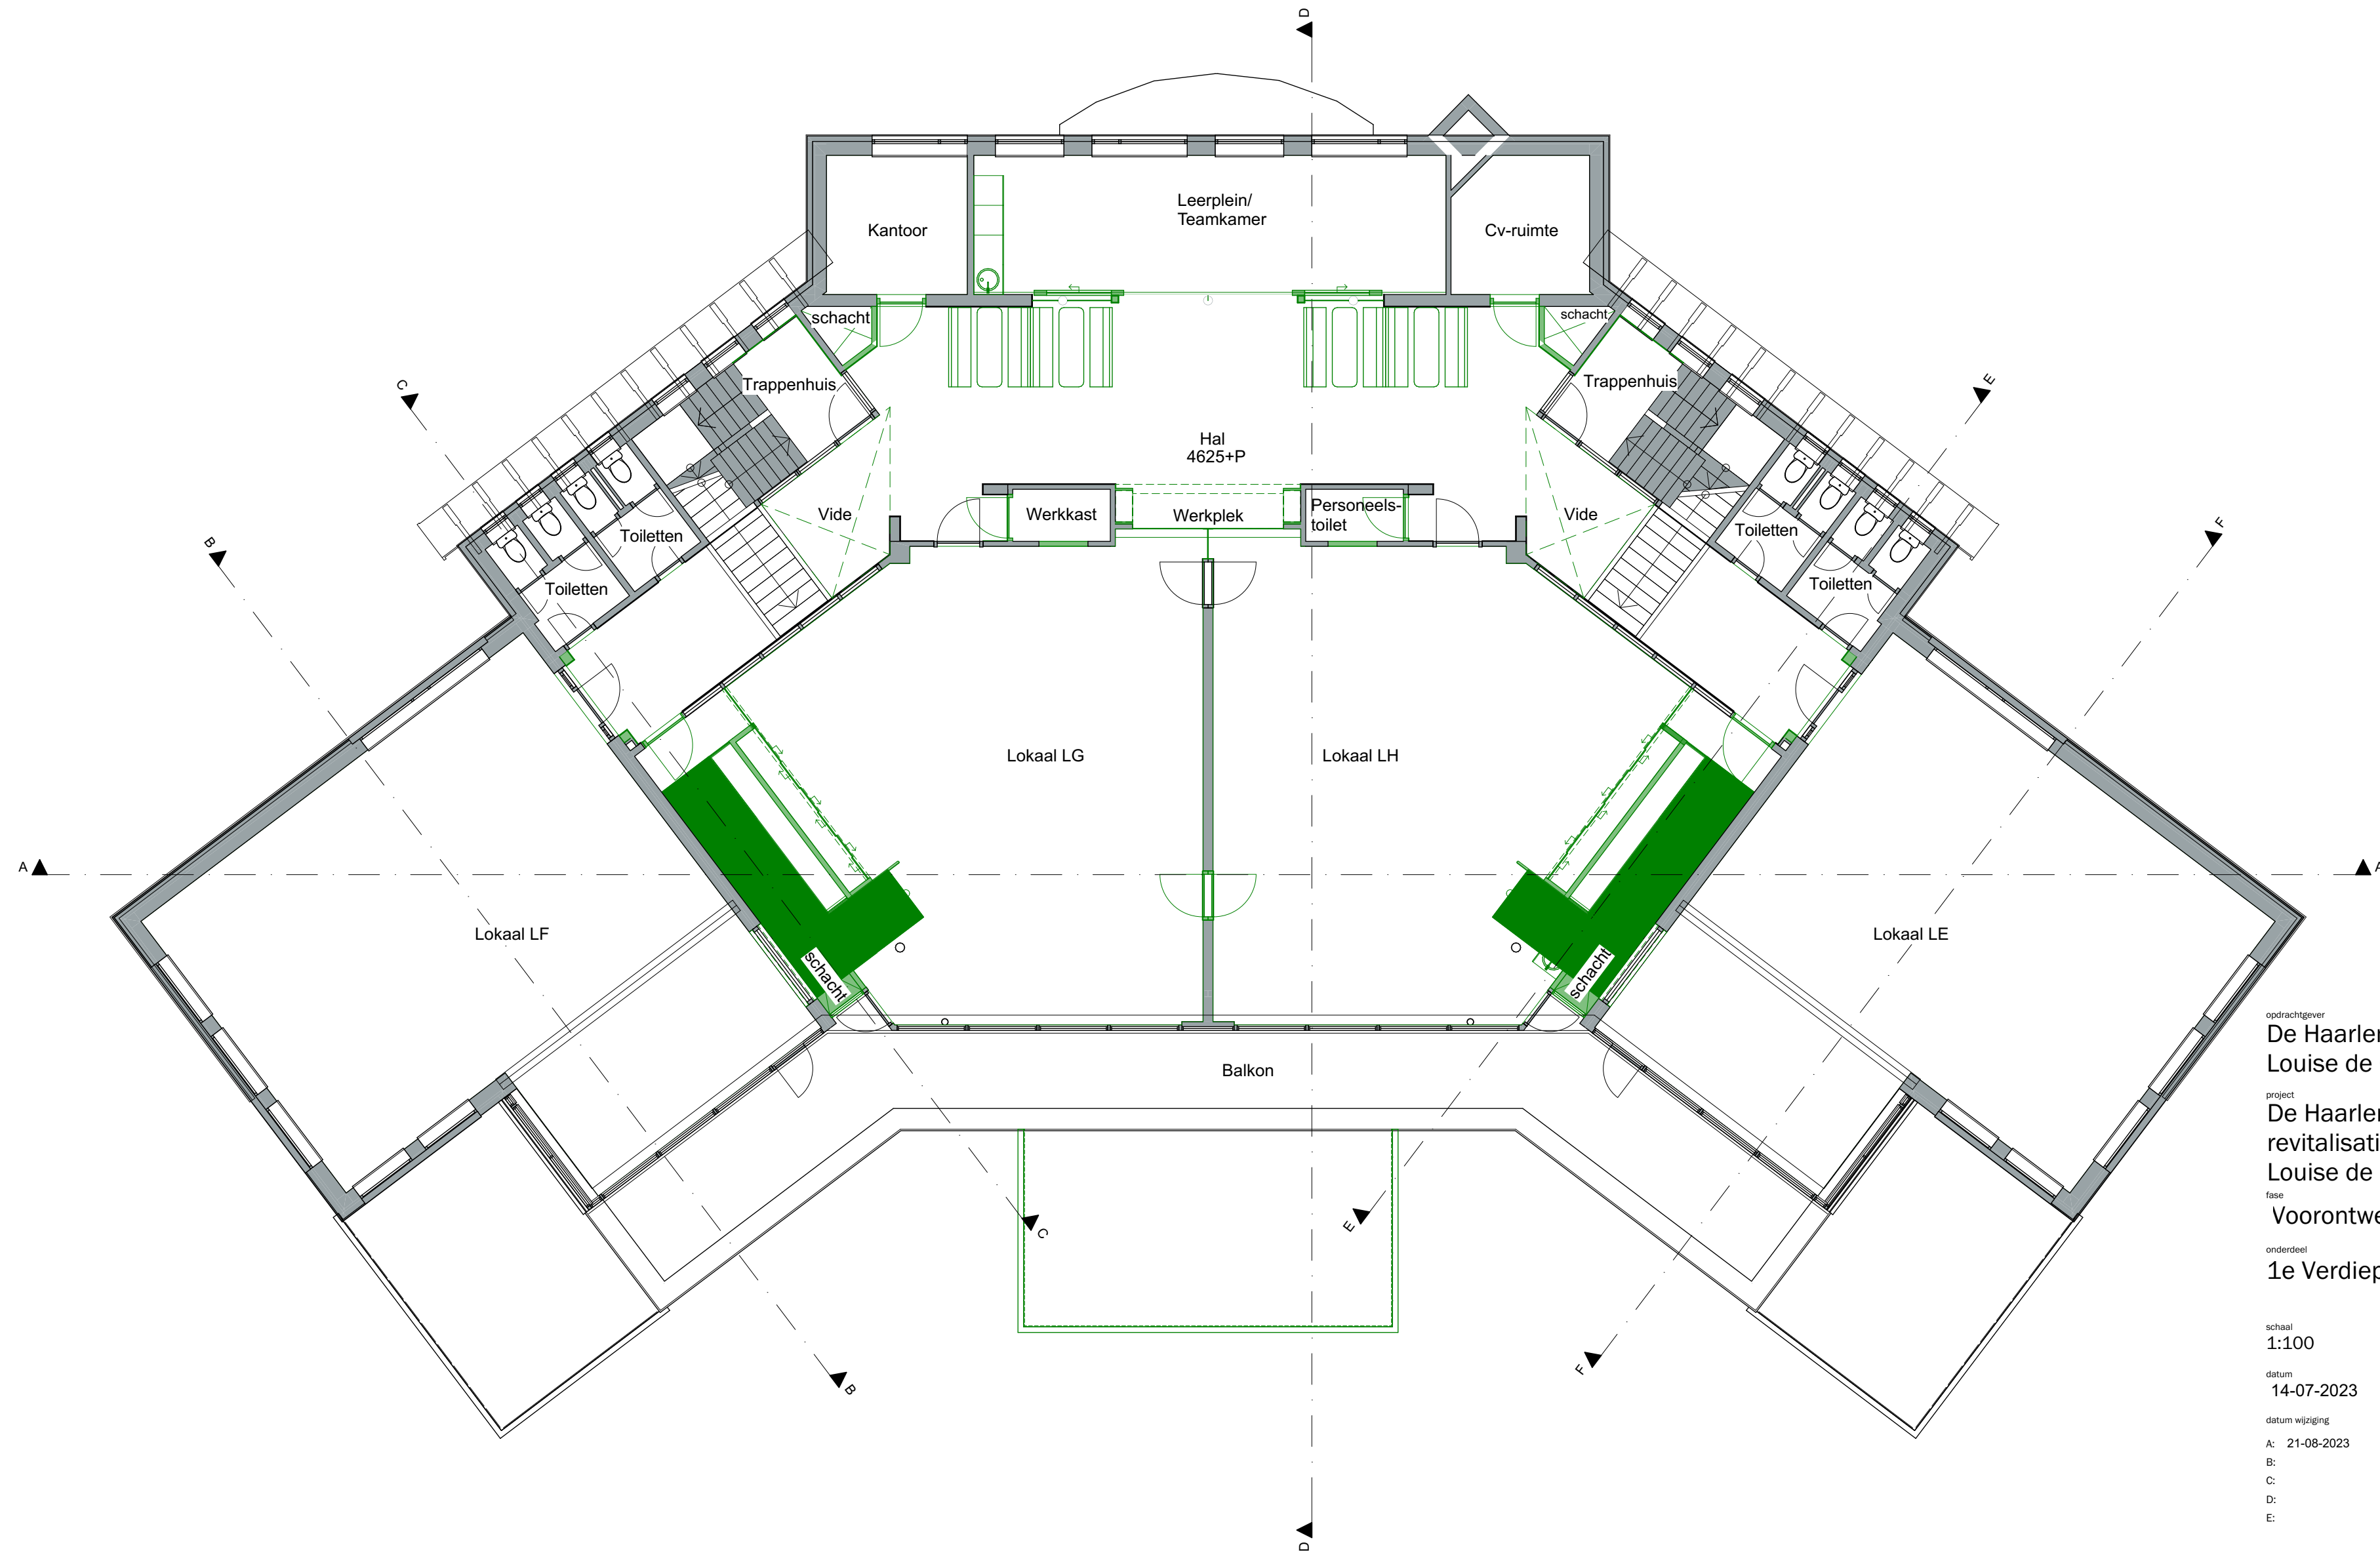 D
Leerplein/
Teamkamer
Kantoor
Cv-ruimte
schacht
schacht
C
Trappenhuis
Trappenhuis
E
Hal
4625+P
B
Vide
Werkkast
Werkplek
Personeels-
toilet
Vide
F
Toiletten
Toiletten
Toiletten
Toiletten
Lokaal LG
Lokaal LH
A
A
Lokaal LF
Lokaal LE
schacht
schacht
Balkon
C
E
B
F
D
opdrachtgever
De Haarlem
Louise de
project
De Haarlem
revitalisati
Louise de
fase
Voorontwe
onderdeel
1e Verdiep
schaal
1:100
datum
14-07-2023
datum wijziging
A: 21-08-2023
B:
C:
D:
E: